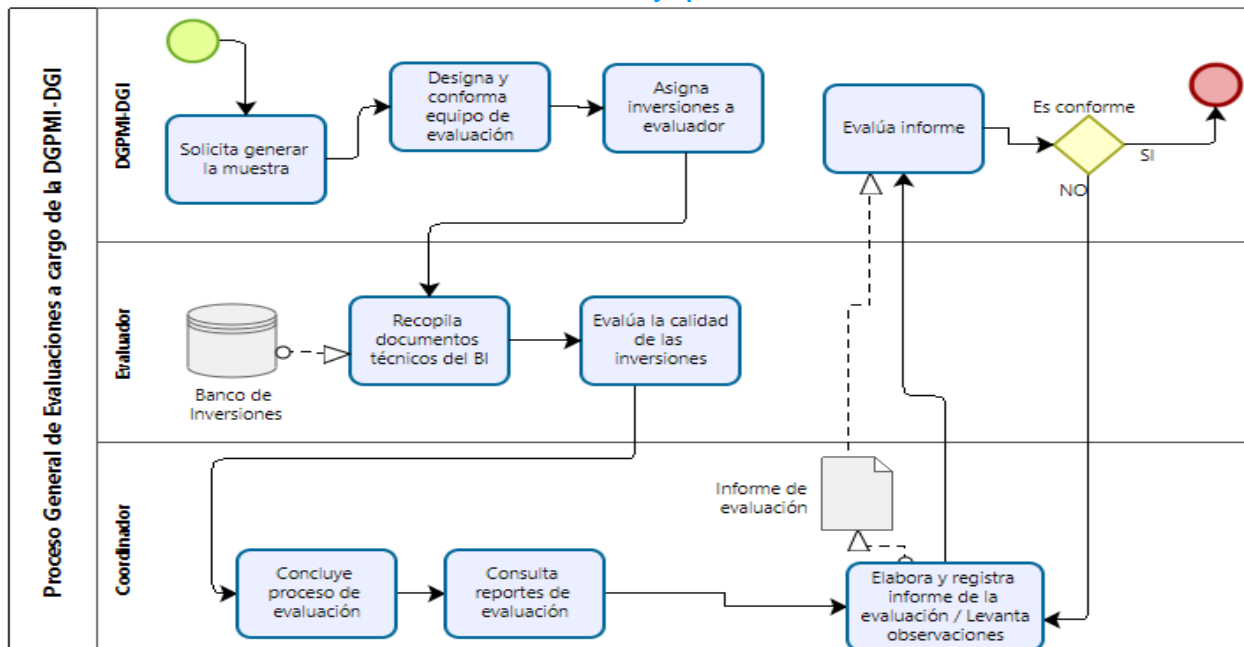 Proceso General de Evaluaciones a cargo de la DGPMI-DGI
DGPMI-DGI
Solicita generar
la muestra
Designa y
conforma
equipo de
evaluación
Asigna
inversiones a
evaluador
Evalúa informe
Es conforme
SI
NO
Evaluador
Banco de
Inversiones
Recopila
documentos
técnicos del BI
Evalúa la calidad
de las
inversiones
Coordinador
Concluye
proceso de
evaluación
Consulta
reportes de
evaluación
Informe de
evaluación
Elabora y registra
informe de la
evaluación / Levanta
observaciones